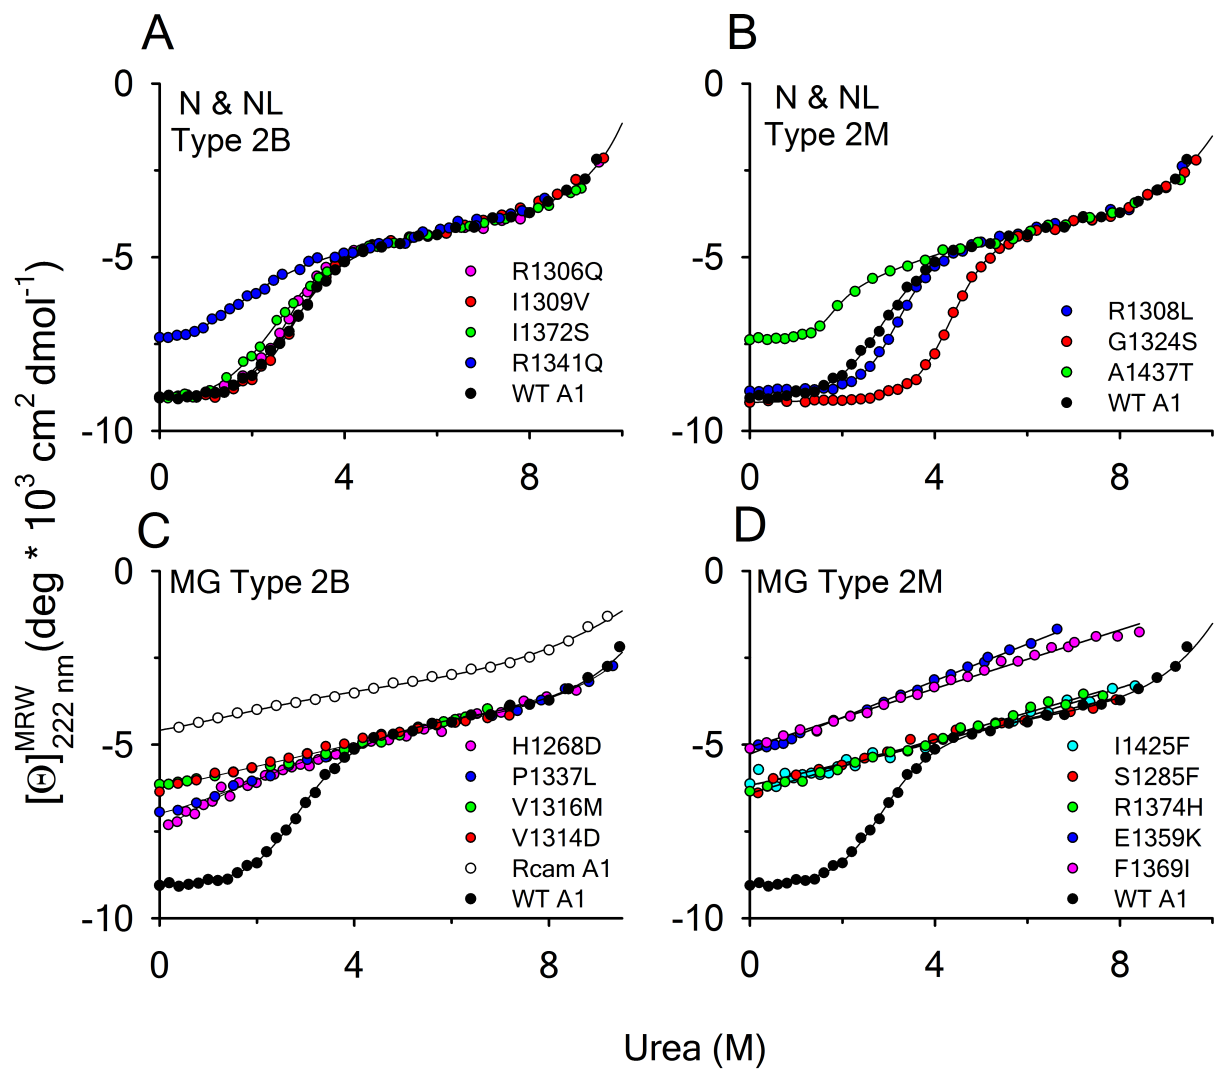 A
N & NL
Type 2B
0
-5
-10
R1306Q
I1309V
I1372S
R1341Q
WT A1
0 4 8
B
N & NL
Type 2M
0
-5
-10
R1308L
G1324S
A1437T
WT A1
0 4 8
[Θ]MRW 222 nm (deg * 10³ cm² dmol⁻¹)
C
MG Type 2B
0
-5
-10
H1268D
P1337L
V1316M
V1314D
Rcam A1
WT A1
0 4 8
D
MG Type 2M
0
-5
-10
I1425F
S1285F
R1374H
E1359K
F1369I
WT A1
0 4 8
Urea (M)